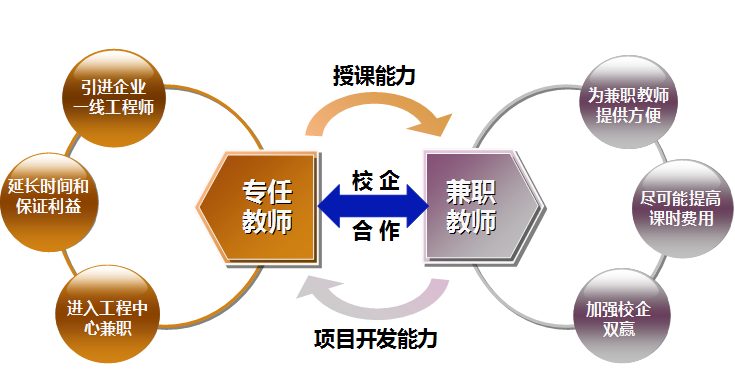 授课能力
引进企业
一线工程师
延长时间和
保证利益
进入工程中
心兼职
专任
教师
校 企
合 作
兼职
教师
为兼职教师
提供方便
尽可能提高
课时费用
加强校企
双赢
项目开发能力